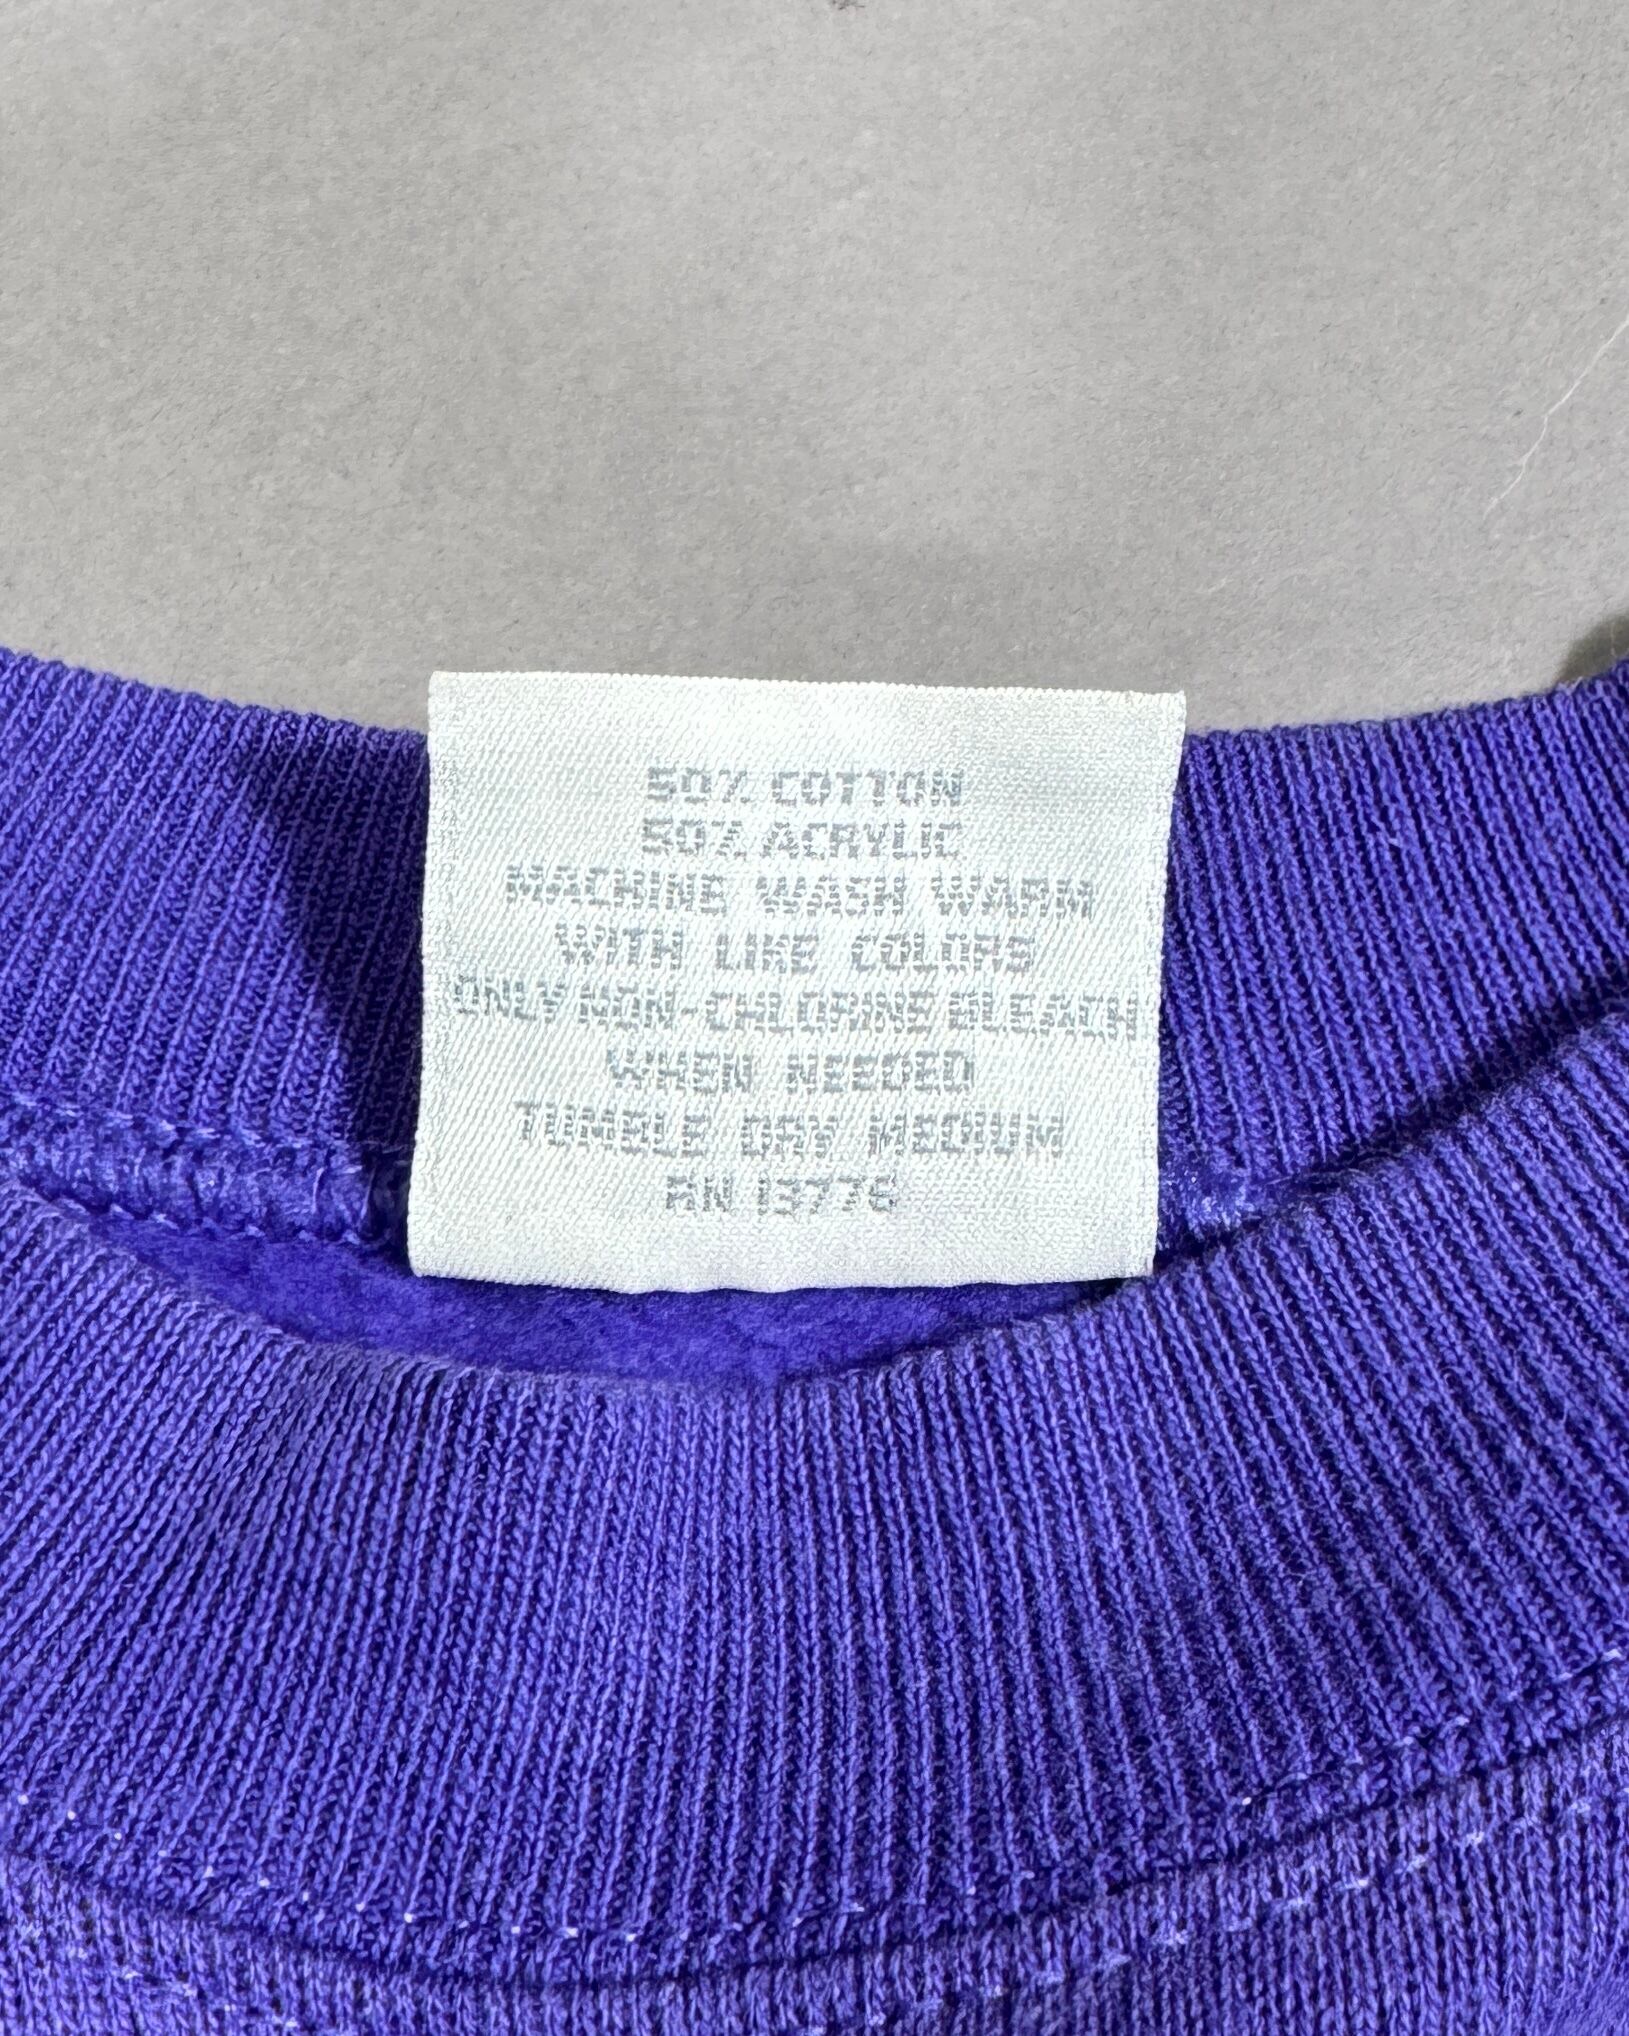 50% COTTON
50% ACRYLIC
MACHINE WASH WARM
WITH LIKE COLORS
ONLY NON-CHLORINE BLEACH
WHEN NEEDED
TUMBLE DRY MEDIUM
RN